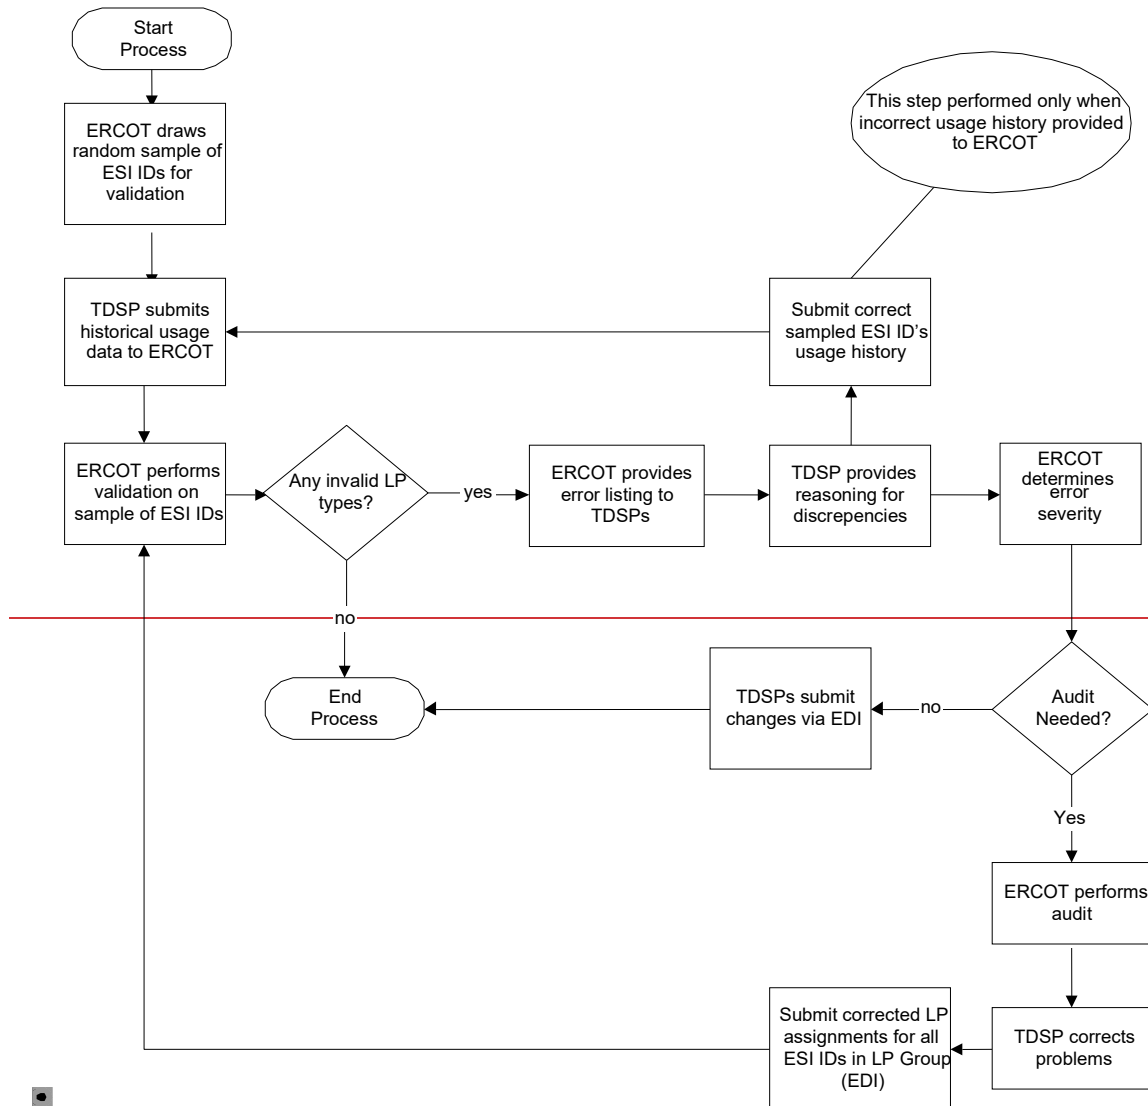 Start
Process
This step performed only when
incorrect usage history provided
to ERCOT
ERCOT draws
random sample of
ESI IDs for
validation
TDSP submits
historical usage
data to ERCOT
Submit correct
sampled ESI ID's
usage history
ERCOT performs
validation on
sample of ESI IDs
Any invalid LP
types?
yes
ERCOT provides
error listing to
TDSPs
TDSP provides
reasoning for
discrepencies
ERCOT
determines
error
severity
no
End
Process
TDSPs submit
changes via EDI
no
Audit
Needed?
Yes
ERCOT performs
audit
Submit corrected LP
assignments for all
ESI IDs in LP Group
(EDI)
TDSP corrects
problems